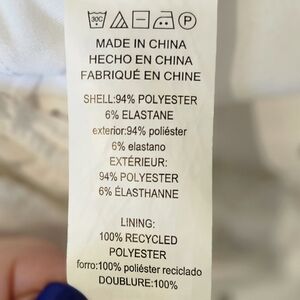 30C P
MADE IN CHINA
HECHO EN CHINA
FABRIQUÉ EN CHINE
SHELL:94% POLYESTER
6% ELASTANE
exterior:94% poliéster
6% elastano
EXTÉRIEUR:
94% POLYESTER
6% ÉLASTHANNE
LINING:
100% RECYCLED
POLYESTER
forro:100% poliéster reciclado
DOUBLURE:100%